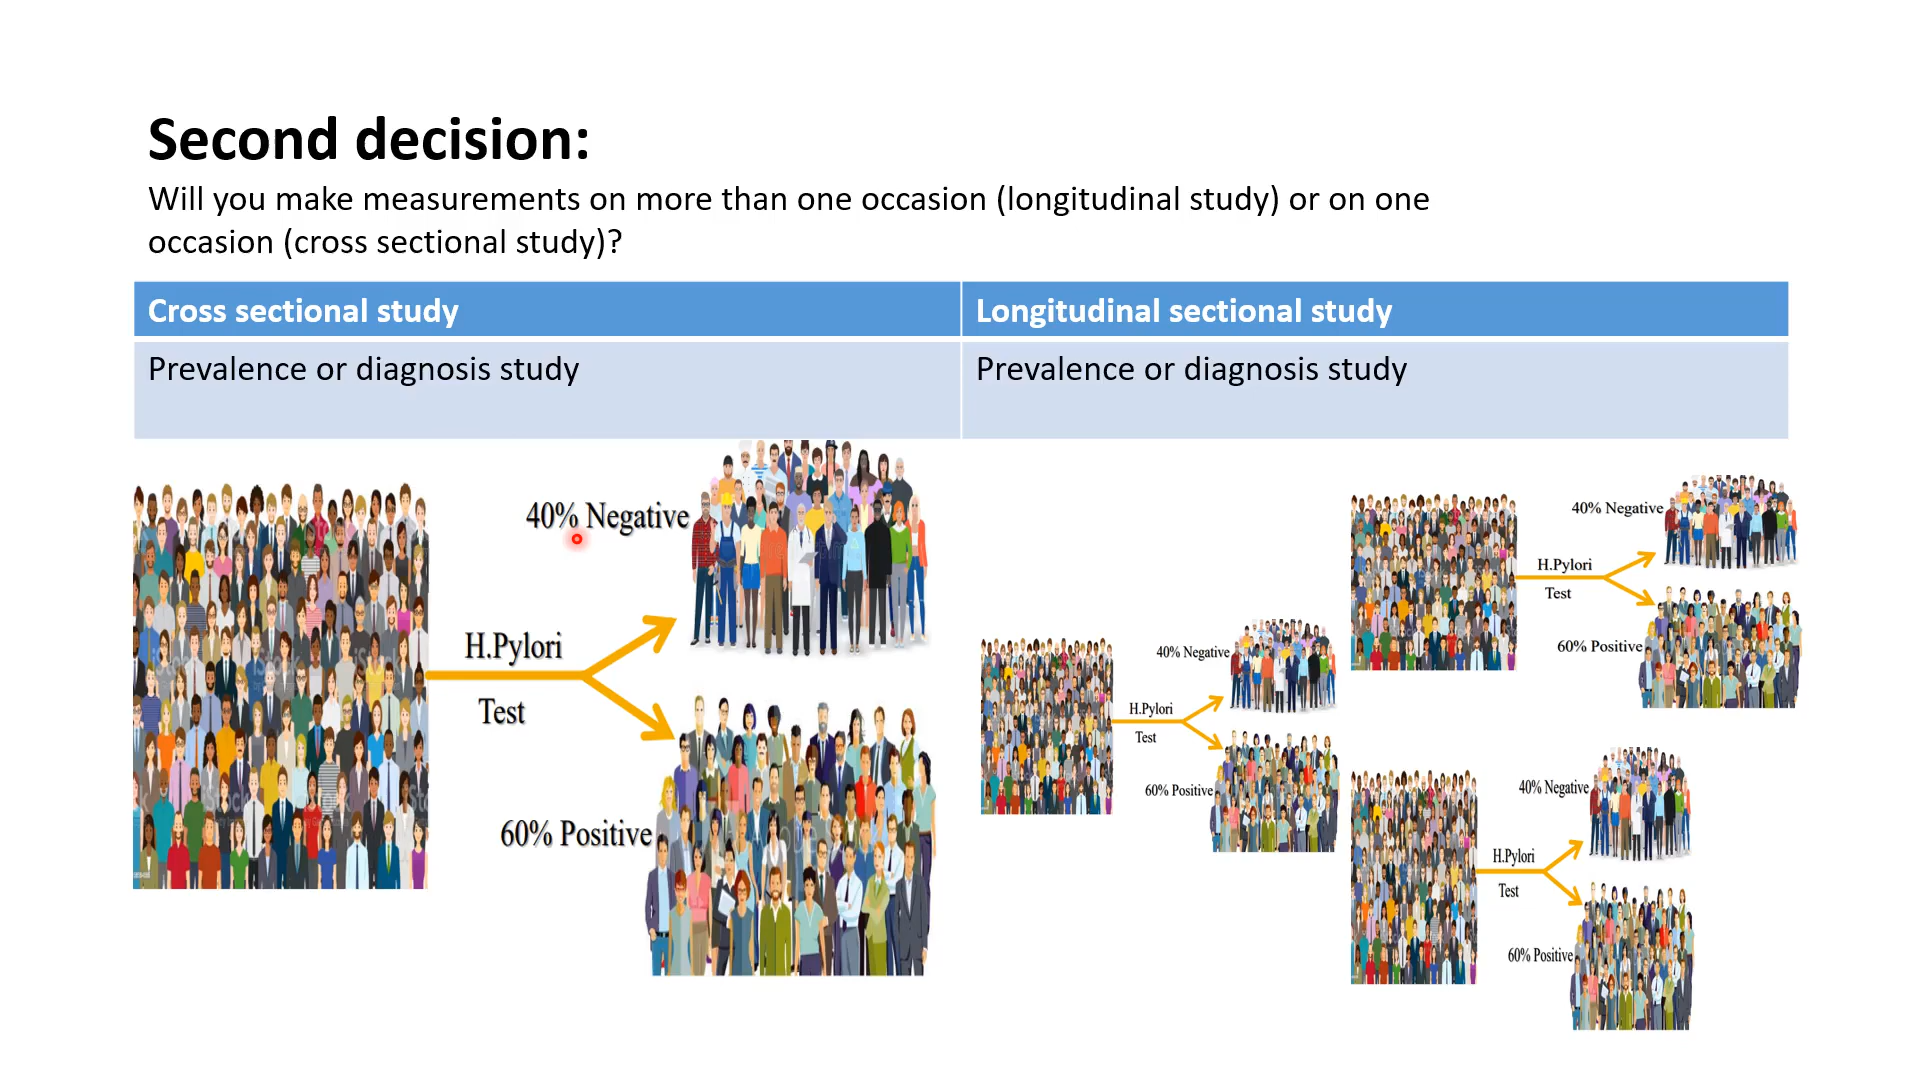 Second decision:
Will you make measurements on more than one occasion (longitudinal study) or on one
occasion (cross sectional study)?
Cross sectional study
Longitudinal sectional study
Prevalence or diagnosis study
Prevalence or diagnosis study
40% Negative
H.Pylori
Test
60% Positive
40% Negative
H.Pylori
Test
60% Positive
40% Negative
H.Pylori
Test
60% Positive
40% Negative
H.Pylori
Test
60% Positive